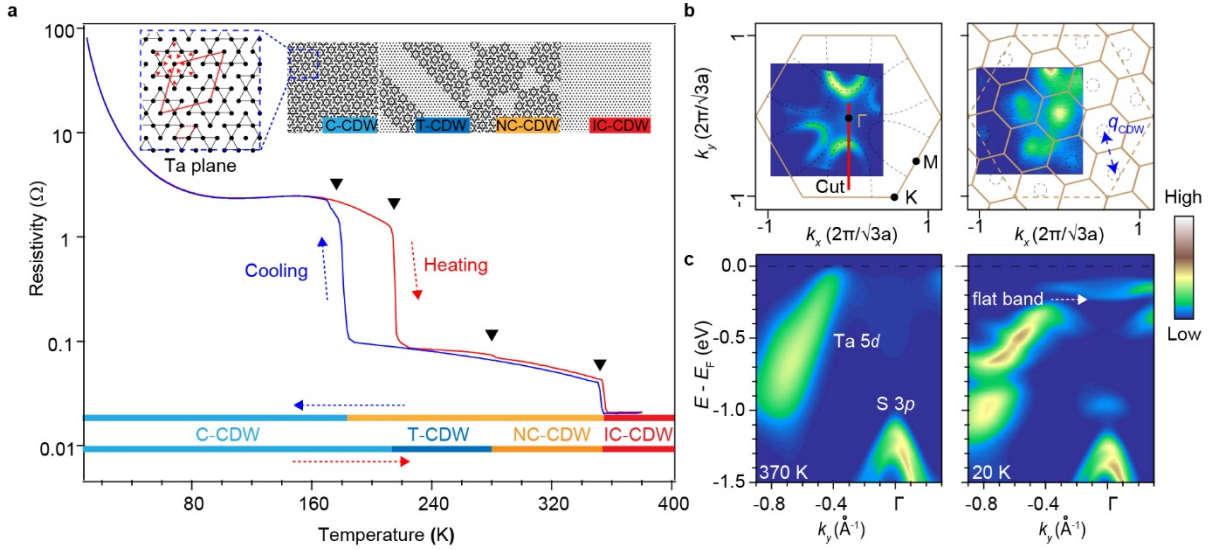 a
100
10
1
0.1
0.01
Resistivity (Ω)
80
160
240
320
400
Temperature (K)
Ta plane
C-CDW
T-CDW
NC-CDW
IC-CDW
Cooling
Heating
C-CDW
T-CDW
NC-CDW
IC-CDW
b
1
-1
k_y (2π/√3a)
Γ
M
K
Cut
-1
1
k_x (2π/√3a)
q_CDW
-1
1
k_x (2π/√3a)
High
Low
c
0.0
-0.5
-1.0
-1.5
E - E_F (eV)
Ta 5d
S 3p
370 K
-0.8
-0.4
Γ
k_y (Å⁻¹)
flat band
20 K
-0.8
-0.4
Γ
k_y (Å⁻¹)